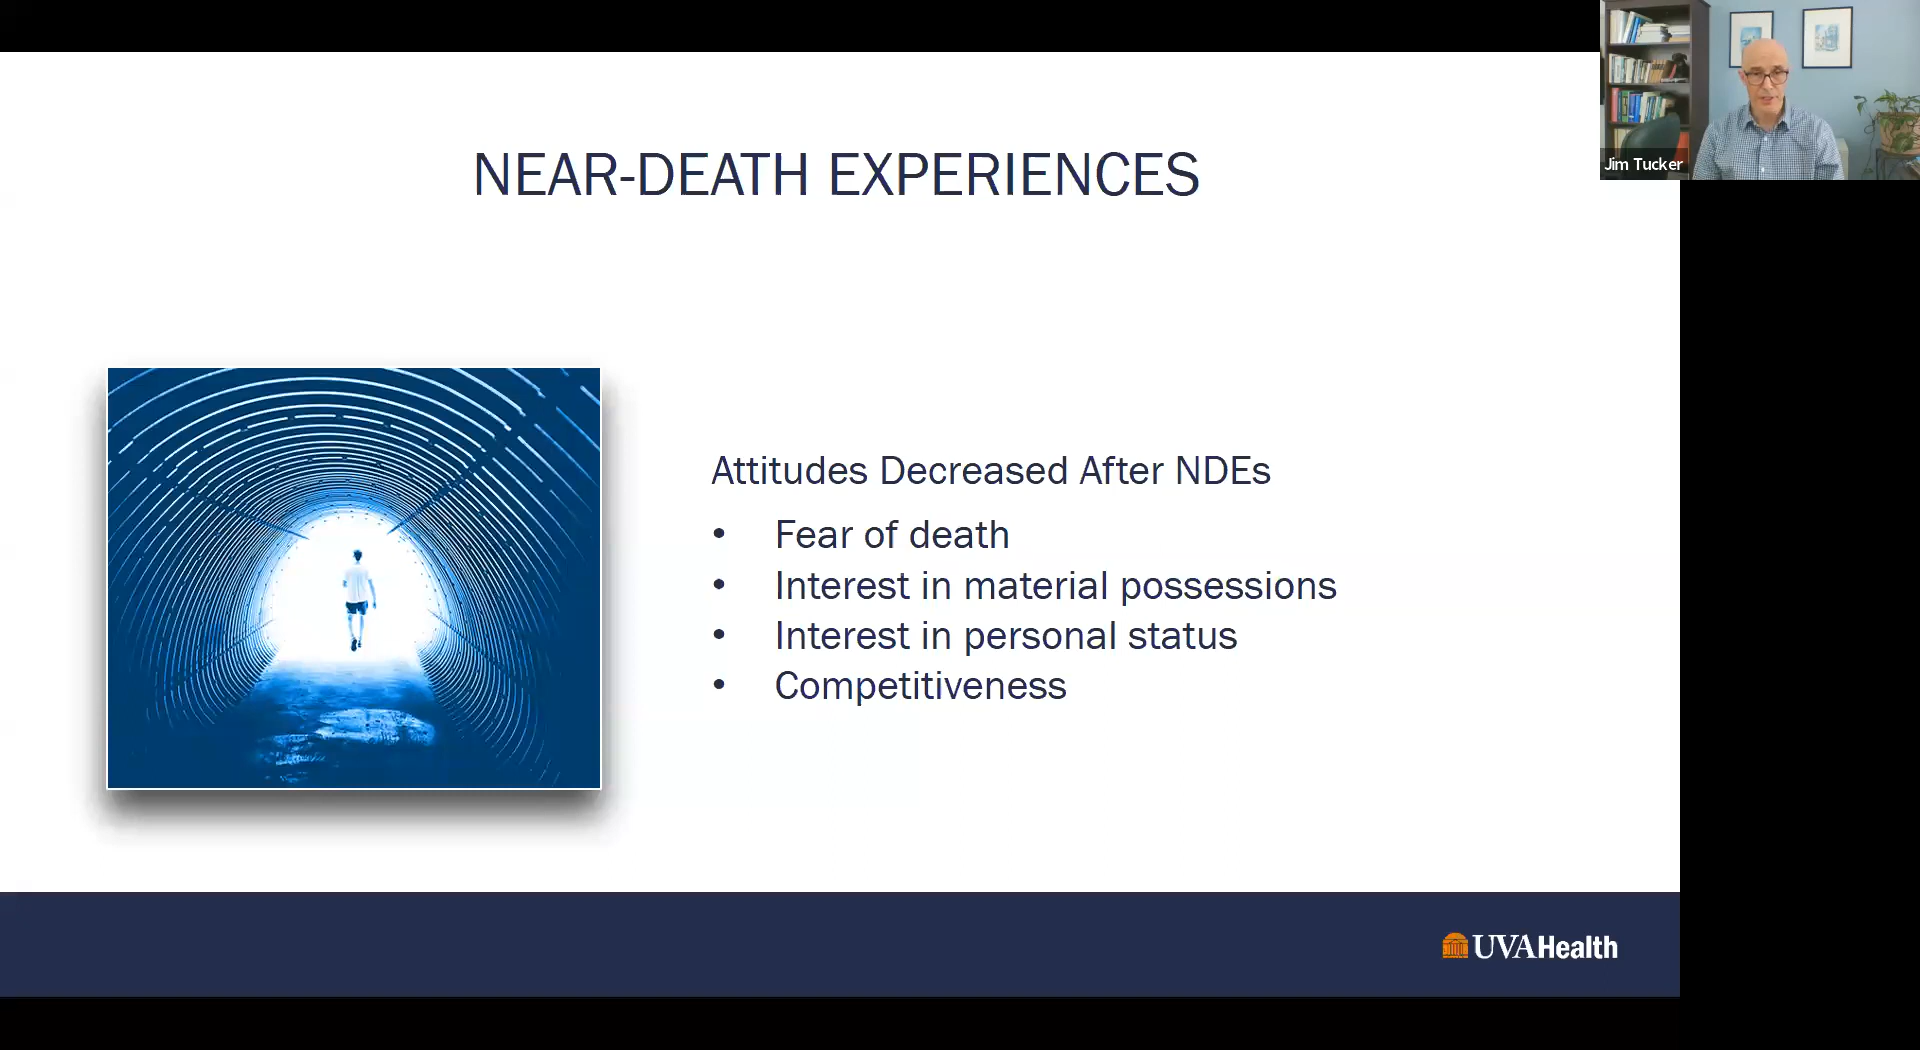 Jim Tucker
NEAR-DEATH EXPERIENCES
Attitudes Decreased After NDEs
• Fear of death
• Interest in material possessions
• Interest in personal status
• Competitiveness
UVAHealth